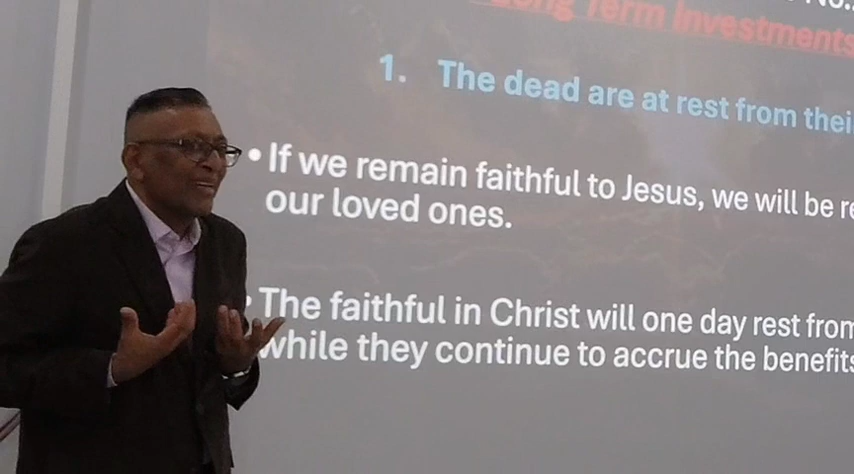 No.
Long Term Investments
1. The dead are at rest from thei
• If we remain faithful to Jesus, we will be re
our loved ones.
• The faithful in Christ will one day rest from
while they continue to accrue the benefits